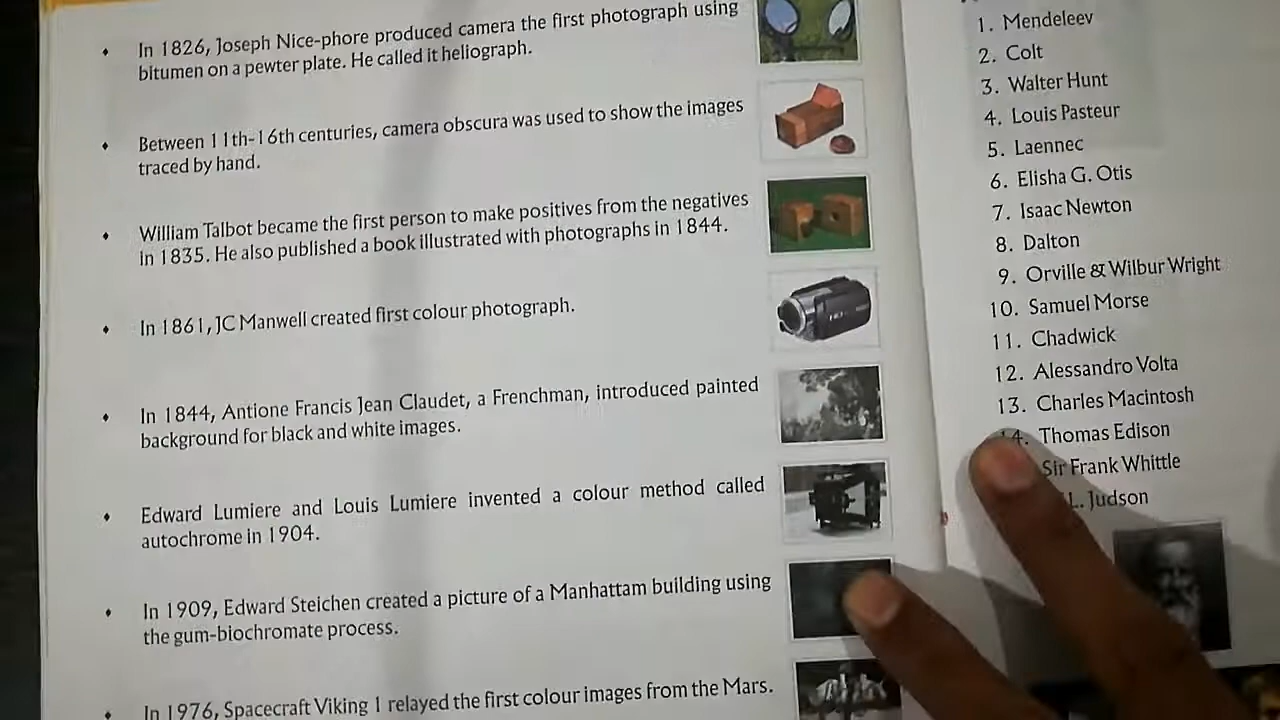 In 1826, Joseph Nice-phore produced camera the first photograph using
bitumen on a pewter plate. He called it heliograph.
Between 11th-16th centuries, camera obscura was used to show the images
traced by hand.
William Talbot became the first person to make positives from the negatives
in 1835. He also published a book illustrated with photographs in 1844.
In 1861, JC Manwell created first colour photograph.
In 1844, Antione Francis Jean Claudet, a Frenchman, introduced painted
background for black and white images.
Edward Lumiere and Louis Lumiere invented a colour method called
autochrome in 1904.
In 1909, Edward Steichen created a picture of a Manhattam building using
the gum-biochromate process.
In 1976, Spacecraft Viking 1 relayed the first colour images from the Mars.
1. Mendeleev
2. Colt
3. Walter Hunt
4. Louis Pasteur
5. Laennec
6. Elisha G. Otis
7. Isaac Newton
8. Dalton
9. Orville & Wilbur Wright
10. Samuel Morse
11. Chadwick
12. Alessandro Volta
13. Charles Macintosh
14. Thomas Edison
Sir Frank Whittle
L. Judson